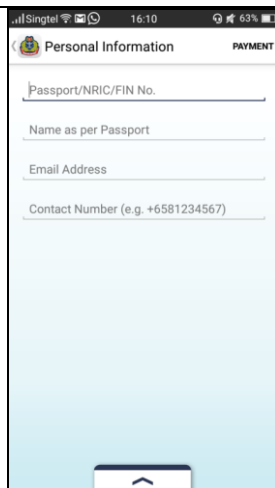 Singtel 16:10 63%
Personal Information PAYMENT
Passport/NRIC/FIN No.
Name as per Passport
Email Address
Contact Number (e.g. +6581234567)